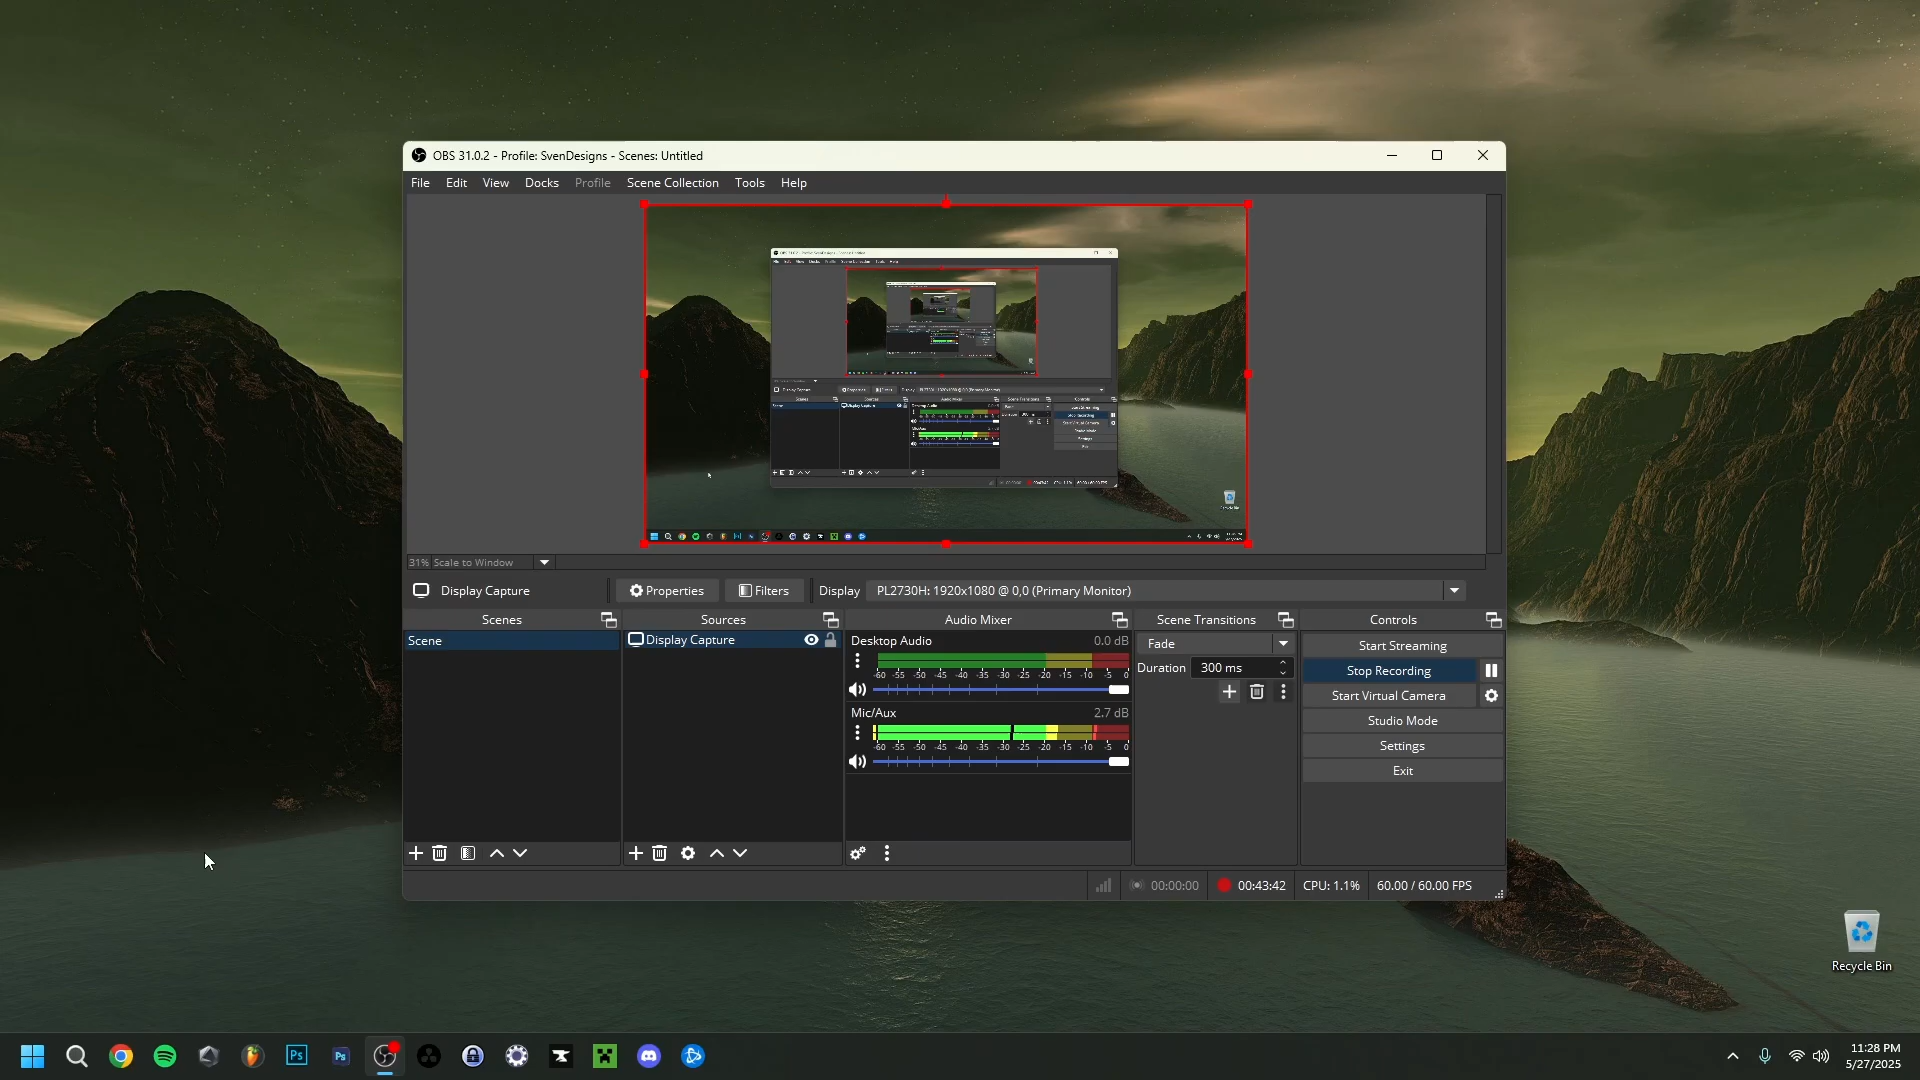 OBS 31.0.2 - Profile: SvenDesigns - Scenes: Untitled
File Edit View Docks Profile Scene Collection Tools Help
31% Scale to Window
Display Capture Properties Filters Display PL2730H: 1920x1080 @ 0,0 (Primary Monitor)
Scenes Sources Audio Mixer Scene Transitions Controls
Scene
Display Capture
Desktop Audio 0.0 dB
-60 -55 -50 -45 -40 -35 -30 -25 -20 -15 -10 -5 0
Mic/Aux 2.7 dB
-60 -55 -50 -45 -40 -35 -30 -25 -20 -15 -10 -5 0
Fade
Duration 300 ms
Start Streaming
Stop Recording
Start Virtual Camera
Studio Mode
Settings
Exit
00:00:00 00:43:42 CPU: 1.1% 60.00 / 60.00 FPS
Recycle Bin
Ps
Ps
11:28 PM
5/27/2025